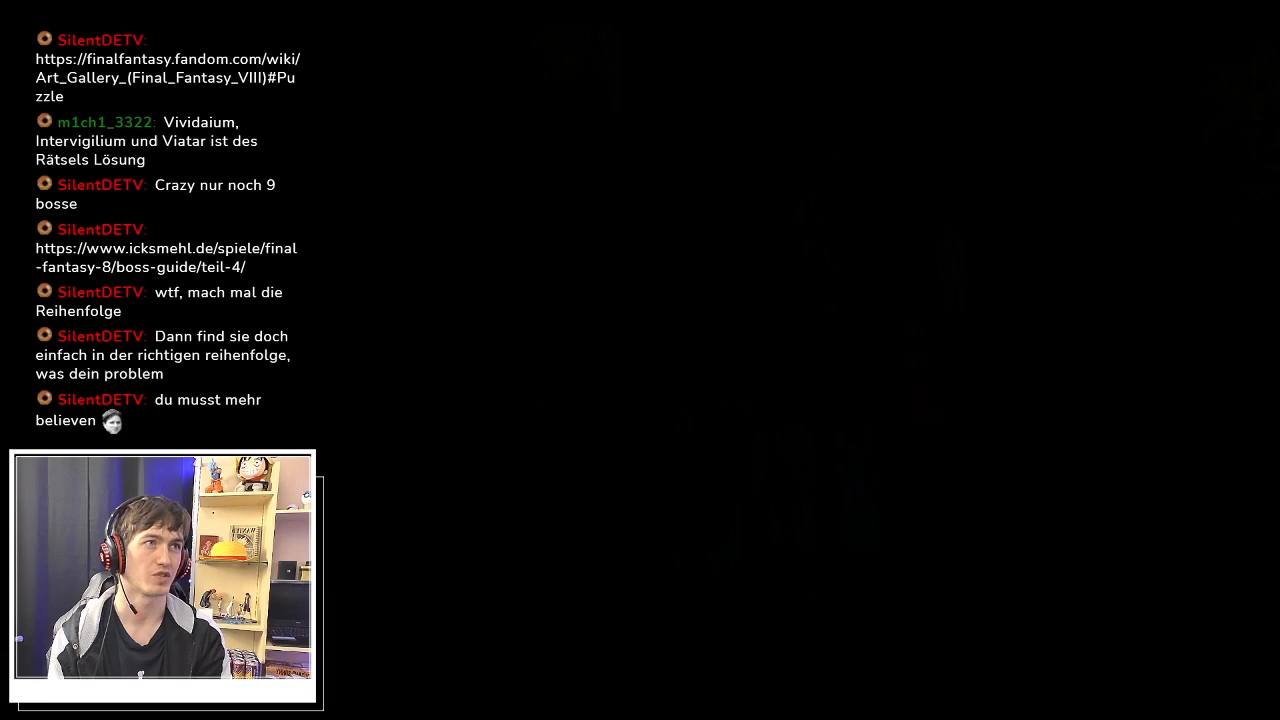 SilentDETV:
https://finalfantasy.fandom.com/wiki/
Art_Gallery_(Final_Fantasy_VIII)#Pu
zzle
m1ch1_3322: Vividaium,
Intervigilium und Viatar ist des
Rätsels Lösung
SilentDETV: Crazy nur noch 9
bosse
SilentDETV:
https://www.icksmehl.de/spiele/final
-fantasy-8/boss-guide/teil-4/
SilentDETV: wtf, mach mal die
Reihenfolge
SilentDETV: Dann find sie doch
einfach in der richtigen reihenfolge,
was dein problem
SilentDETV: du musst mehr
believen
WANTED